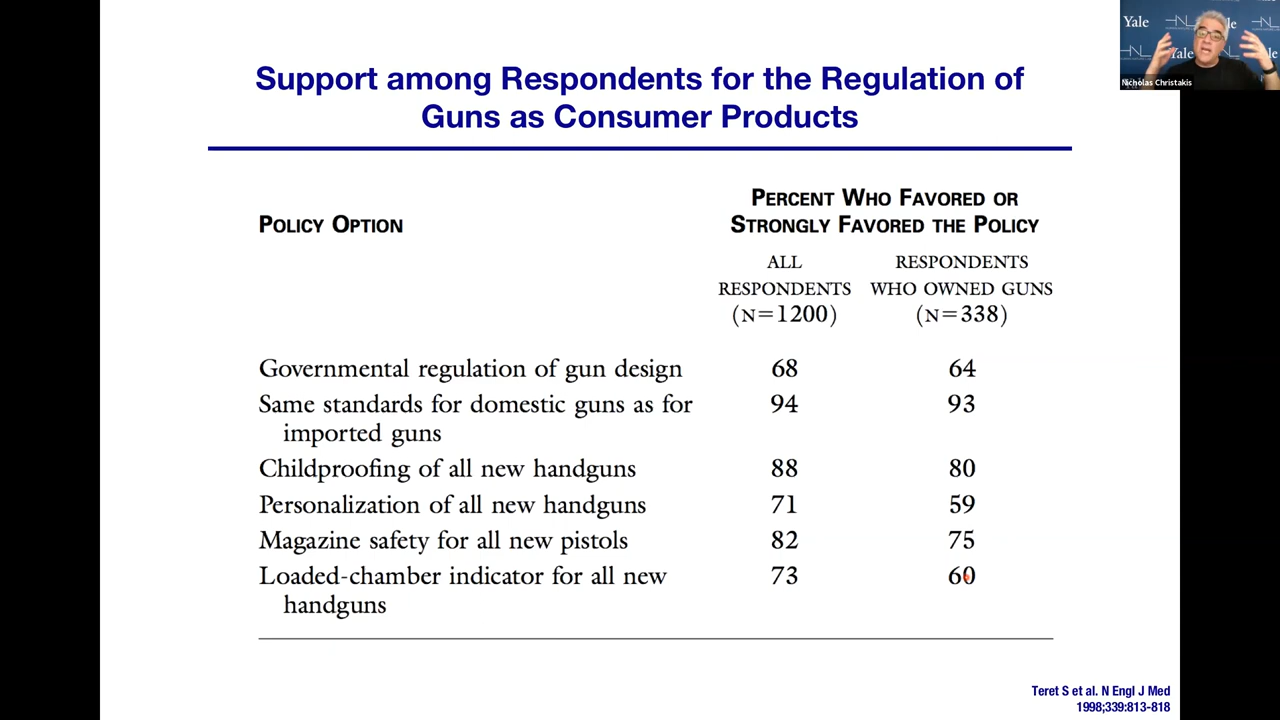 Support among Respondents for the Regulation of
Guns as Consumer Products
POLICY OPTION
PERCENT WHO FAVORED OR
STRONGLY FAVORED THE POLICY
ALL
RESPONDENTS
(N=1200)
RESPONDENTS
WHO OWNED GUNS
(N=338)
Governmental regulation of gun design 68 64
Same standards for domestic guns as for 94 93
imported guns
Childproofing of all new handguns 88 80
Personalization of all new handguns 71 59
Magazine safety for all new pistols 82 75
Loaded-chamber indicator for all new 73 60
handguns
Teret S et al. N Engl J Med
1998;339:813-818
Yale
Yale
Nicholas Christakis